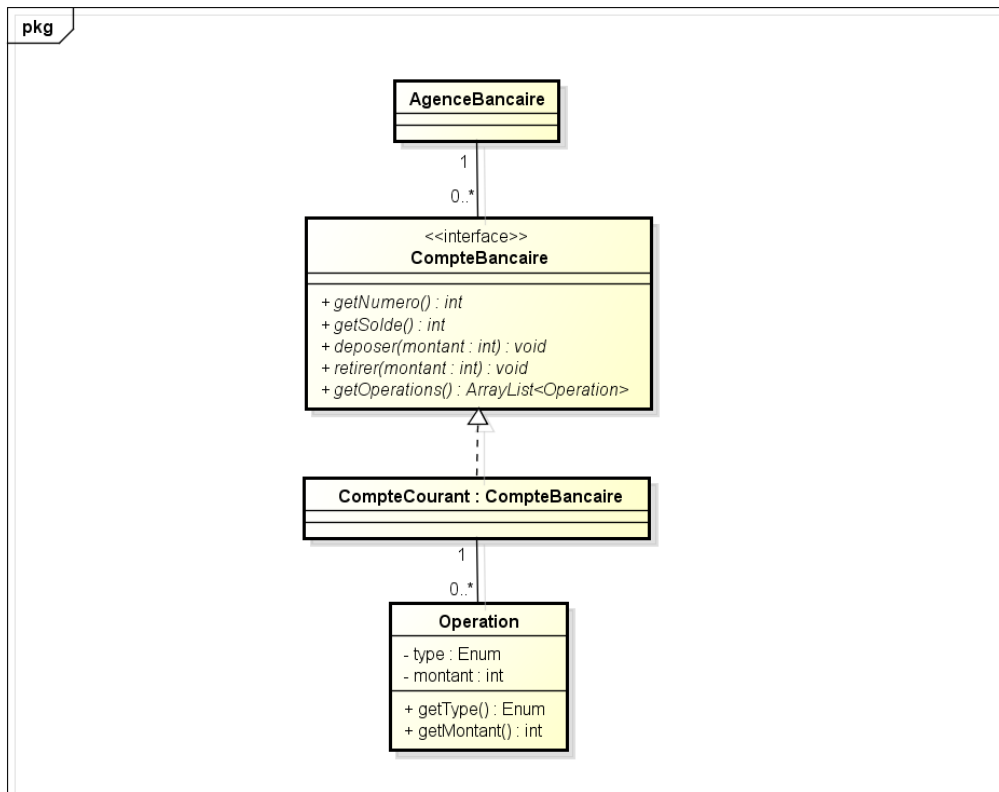 pkg
AgenceBancaire
1
0..*
<<interface>>
CompteBancaire
+ getNumero() : int
+ getSolde() : int
+ deposer(montant : int) : void
+ retirer(montant : int) : void
+ getOperations() : ArrayList<Operation>
CompteCourant : CompteBancaire
1
0..*
Operation
- type : Enum
- montant : int
+ getType() : Enum
+ getMontant() : int